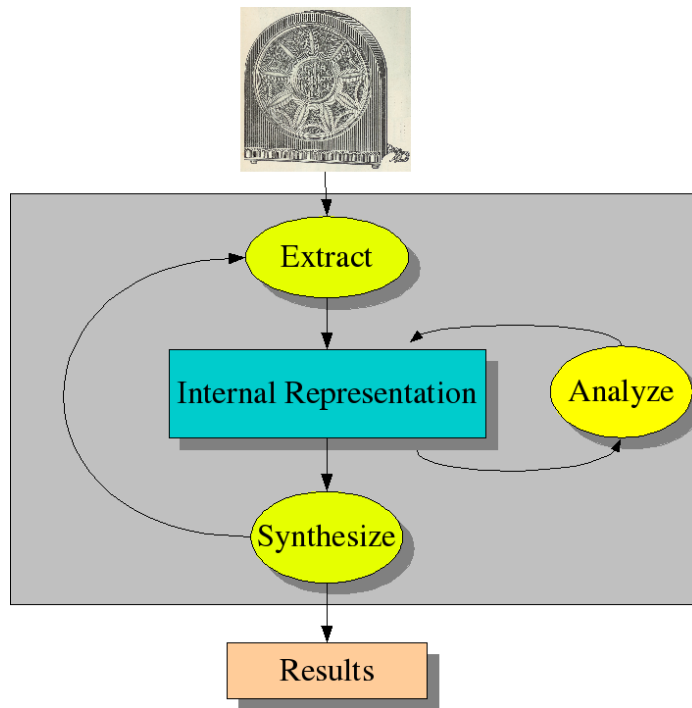 Extract
Internal Representation
Analyze
Synthesize
Results